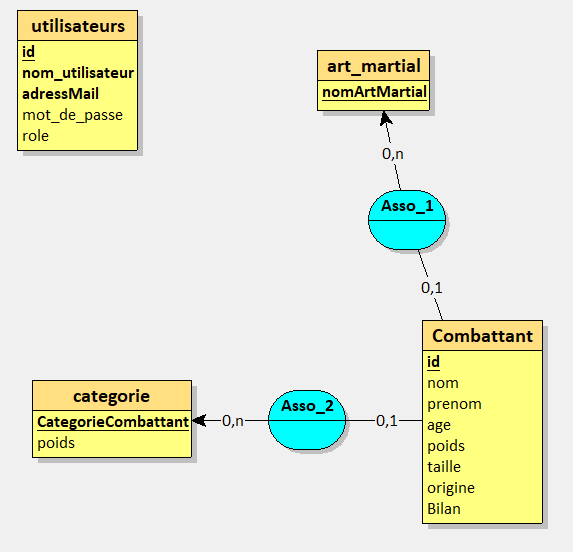 utilisateurs
id
nom_utilisateur
adressMail
mot_de_passe
role
art_martial
nomArtMartial
0,n
Asso_1
0,1
Combattant
id
nom
prenom
age
poids
taille
origine
Bilan
categorie
CategorieCombattant
poids
0,n
Asso_2
0,1